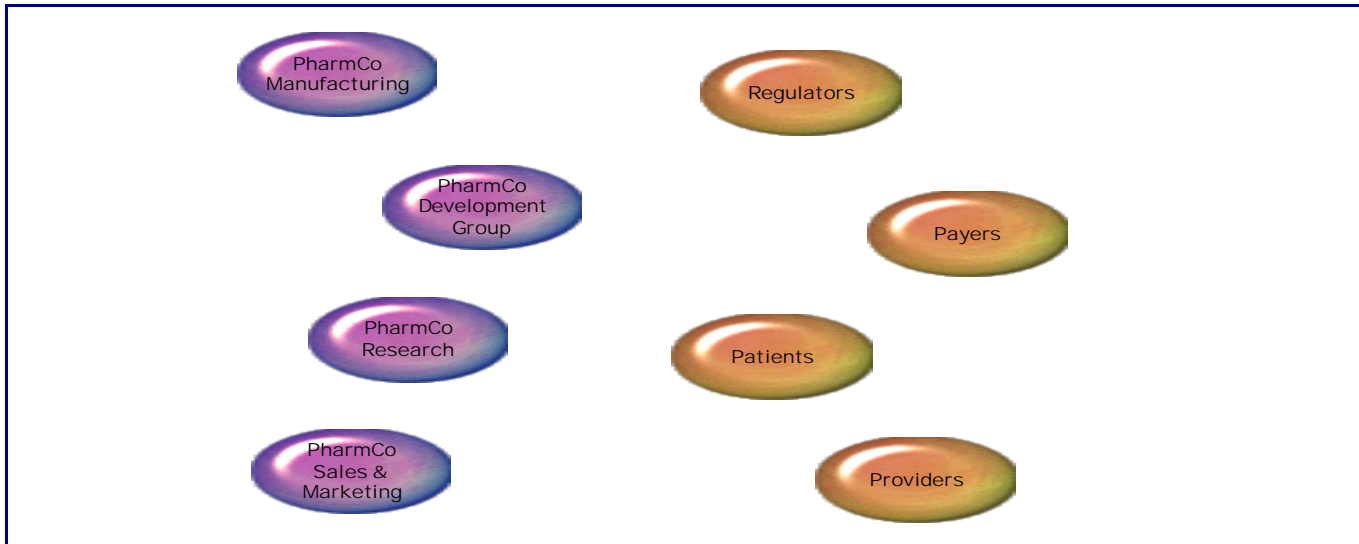 PharmCo
Manufacturing
Regulators
PharmCo
Development
Group
Payers
PharmCo
Research
Patients
PharmCo
Sales &
Marketing
Providers